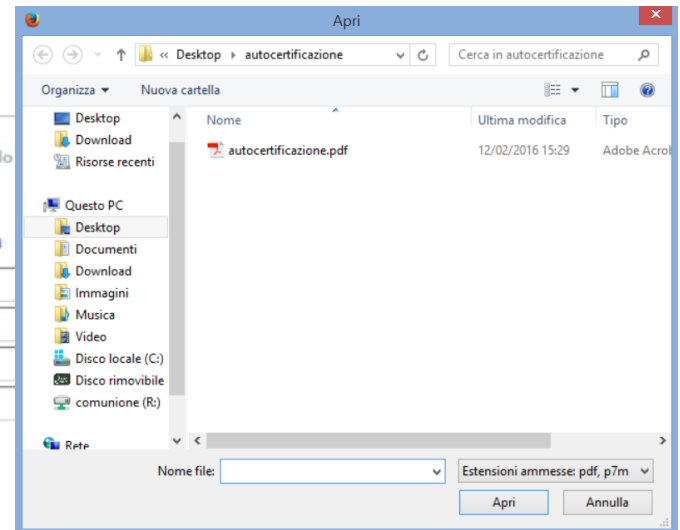 Apri
« Desktop autocertificazione
Cerca in autocertificazione
Organizza
Nuova cartella
Desktop
Download
Risorse recenti
Questo PC
Desktop
Documenti
Download
Immagini
Musica
Video
Disco locale (C:)
Disco rimovibile
comunione (R:)
Rete
Nome Ultima modifica Tipo
autocertificazione.pdf 12/02/2016 15:29 Adobe Acrol
Nome file:
Estensioni ammesse: pdf, p7m
Apri
Annulla